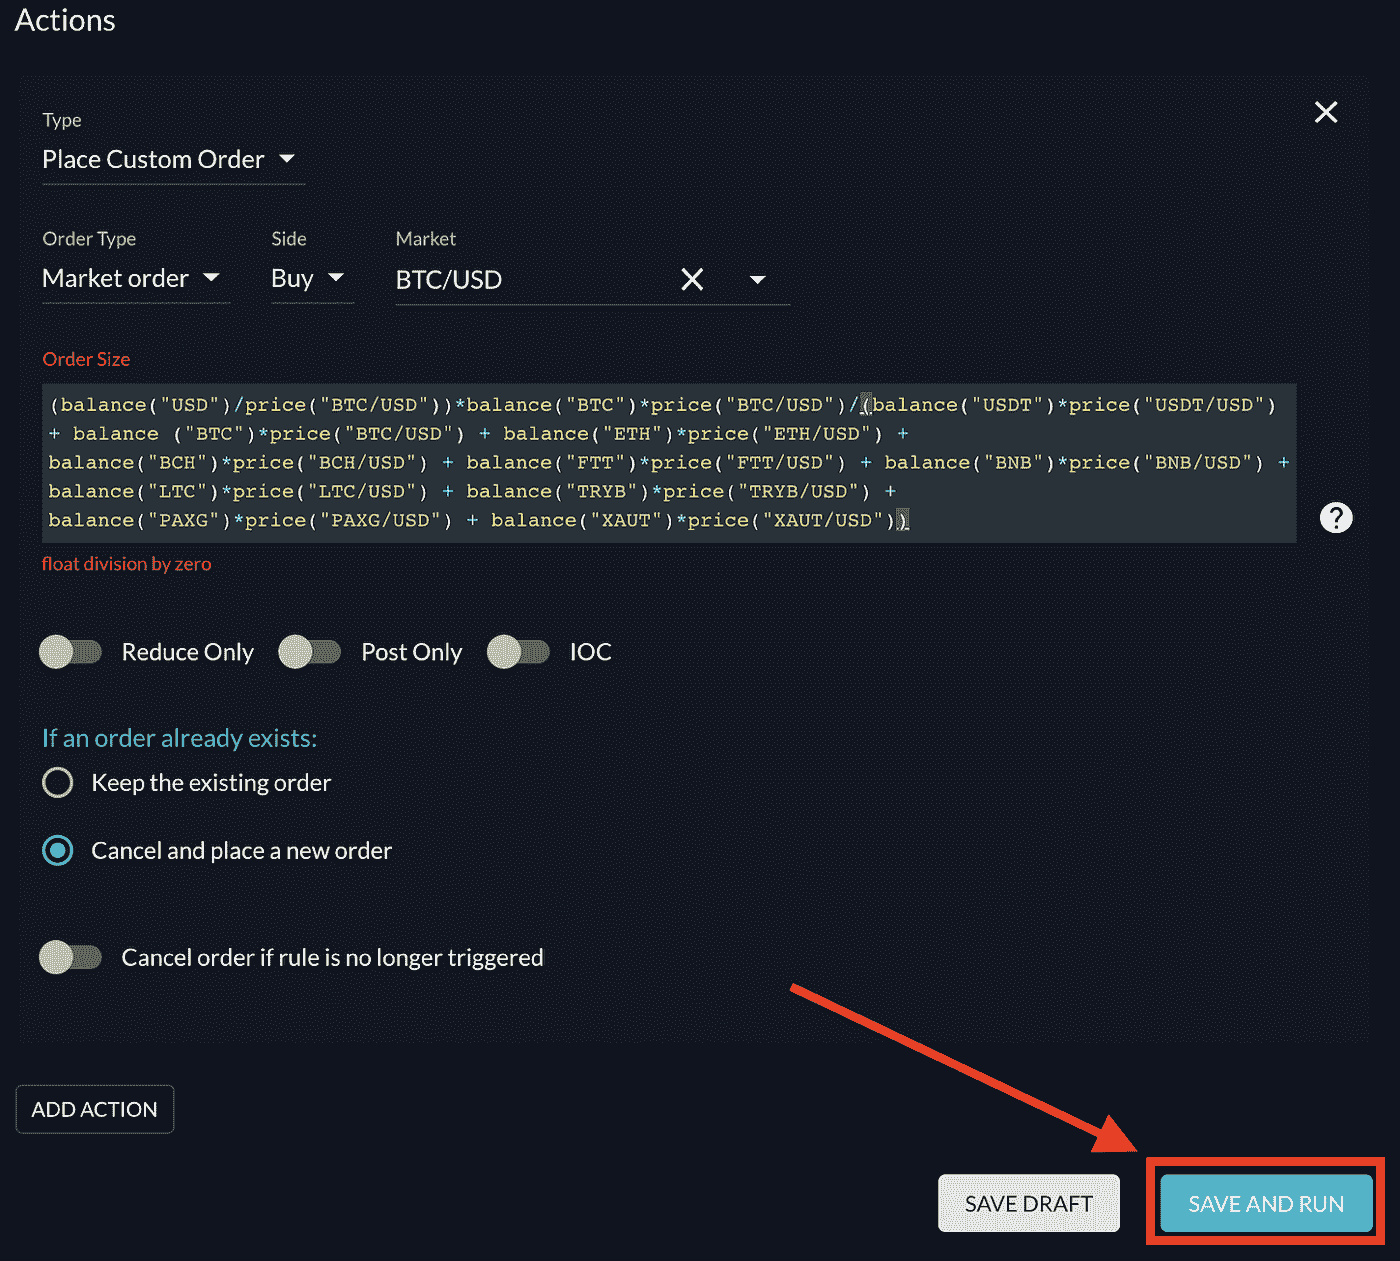 Actions
Type
Place Custom Order
Order Type Side Market
Market order Buy BTC/USD
Order Size
(balance("USD")/price("BTC/USD"))*balance("BTC")*price("BTC/USD")/(balance("USDT")*price("USDT/USD")
+ balance ("BTC")*price("BTC/USD") + balance("ETH")*price("ETH/USD") +
balance("BCH")*price("BCH/USD") + balance("FTT")*price("FTT/USD") + balance("BNB")*price("BNB/USD") +
balance("LTC")*price("LTC/USD") + balance("TRYB")*price("TRYB/USD") +
balance("PAXG")*price("PAXG/USD") + balance("XAUT")*price("XAUT/USD"))
?
float division by zero
Reduce Only Post Only IOC
If an order already exists:
Keep the existing order
Cancel and place a new order
Cancel order if rule is no longer triggered
ADD ACTION
SAVE DRAFT SAVE AND RUN